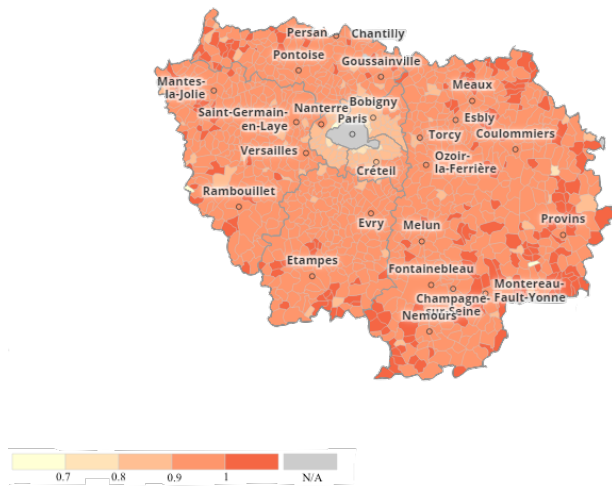 Persan
Chantilly
Pontoise
Goussainville
Mantes-
la-Jolie
Meaux
Bobigny
Nanterre
Saint-Germain-
en-Laye
Paris
Esbly
Torcy
Coulommiers
Versailles
Ozoir
-la-Ferrière
Créteil
Rambouillet
Evry
Melun
Provins
Etampes
Fontainebleau
Montereau-
Fault-Yonne
Champagne-
sur-Seine
Nemours
0.7 0.8 0.9 1 N/A